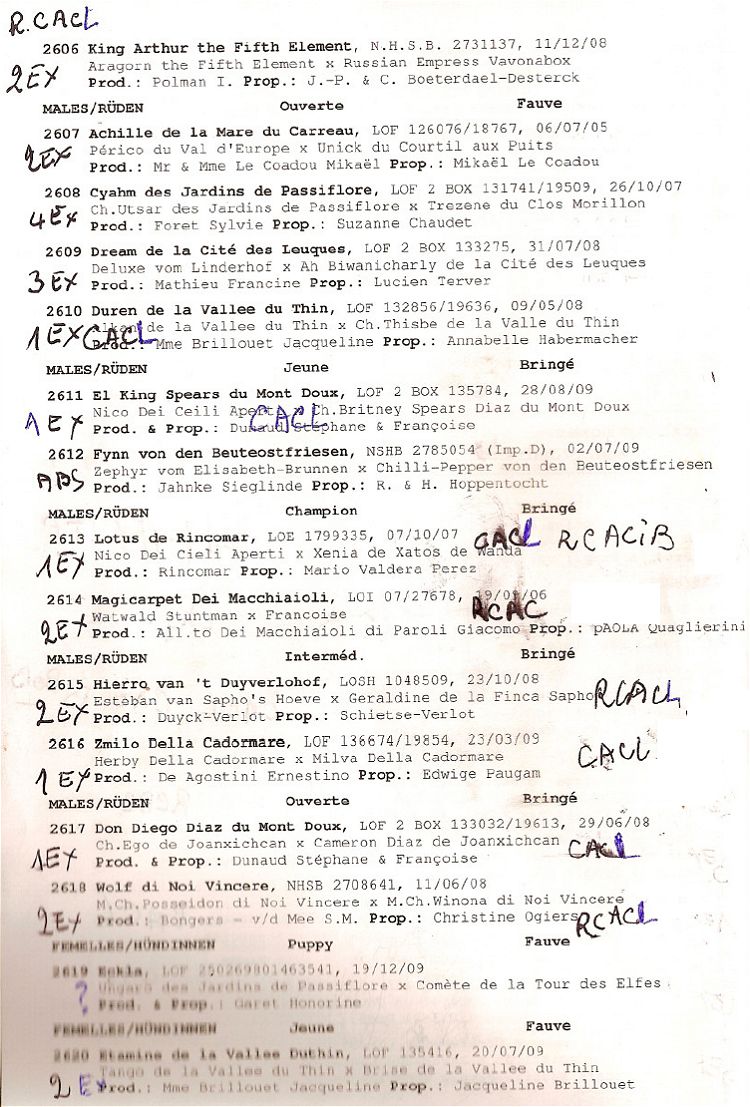 R.CACL
2606 King Arthur the Fifth Element, N.H.S.B. 2731137, 11/12/08
Aragorn the Fifth Element x Russian Empress Vavonabox
2EX Prod.: Polman I. Prop.: J.-P. & C. Boeterdael-Desterck
MALES/RÜDEN Ouverte Fauve
2607 Achille de la Mare du Carreau, LOF 126076/18767, 06/07/05
2EX Périco du Val d'Europe x Unick du Courtil aux Puits
Prod.: Mr & Mme Le Coadou Mikaël Prop.: Mikaël Le Coadou
2608 Cyahm des Jardins de Passiflore, LOF 2 BOX 131741/19509, 26/10/07
Ch.Utsar des Jardins de Passiflore x Trezene du Clos Morillon
4Ex Prod.: Foret Sylvie Prop.: Suzanne Chaudet
2609 Dream de la Cité des Leuques, LOF 2 BOX 133275, 31/07/08
Deluxe vom Linderhof x Ah Biwanicharly de la Cité des Leuques
3EX Prod.: Mathieu Francine Prop.: Lucien Terver
2610 Duren de la Vallee du Thin, LOF 132856/19636, 09/05/08
de la Vallee du Thin x Ch.Thisbe de la Valle du Thin
1EX CACL Prod.: Mme Brillouet Jacqueline Prop.: Annabelle Habermacher
MALES/RÜDEN Jeune Bringé
2611 El King Spears du Mont Doux, LOF 2 BOX 135784, 28/08/09
Nico Dei Ceili Aperti x Ch.Britney Spears Diaz du Mont Doux
1EX Prod. & Prop.: Dunaud Stéphane & Françoise CACL
2612 Fynn von den Beuteostfriesen, NSHB 2785054 (Imp.D), 02/07/09
Zephyr vom Elisabeth-Brunnen x Chilli-Pepper von den Beuteostfriesen
ABS Prod.: Jahnke Sieglinde Prop.: R. & H. Hoppentocht
MALES/RÜDEN Champion Bringé
2613 Lotus de Rincomar, LOE 1799335, 07/10/07 CACL RCACiB
Nico Dei Cieli Aperti x Xenia de Xatos de Wanda
1EX Prod.: Rincomar Prop.: Mario Valdera Perez
2614 Magicarpet Dei Macchiaioli, LOI 07/27678, 19/09/06
Watwald Stuntman x Francoise RCAC
2EX Prod.: All.to Dei Macchiaioli di Paroli Giacomo Prop.: pAOLA Quaglierini
MALES/RÜDEN Interméd. Bringé
2615 Hierro van 't Duyverlohof, LOSH 1048509, 23/10/08
Esteban van Sapho's Hoeve x Geraldine de la Finca Sapho RCACL
2EX Prod.: Duyck-Verlot Prop.: Schietse-Verlot
2616 Zmilo Della Cadormare, LOF 136674/19854, 23/03/09
Herby Della Cadormare x Milva Della Cadormare CACL
1EX Prod.: De Agostini Ernestino Prop.: Edwige Paugam
MALES/RÜDEN Ouverte Bringé
2617 Don Diego Diaz du Mont Doux, LOF 2 BOX 133032/19613, 29/06/08
Ch.Ego de Joanxichcan x Cameron Diaz de Joanxichcan CACL
1EX Prod. & Prop.: Dunaud Stéphane & Françoise
2618 Wolf di Noi Vincere, NHSB 2708641, 11/06/08
M.Ch.Posseidon di Noi Vincere x M.Ch.Winona di Noi Vincere
2EX Prod.: Bongers - v/d Mee S.M. Prop.: Christine Ogiers RCACL
FEMELLES/HÜNDINNEN Puppy Fauve
2619 Eekla, LOF 250269801463541, 19/12/09
? Ungaro des Jardins de Passiflore x Comète de la Tour des Elfes
Prod. & Prop.: Garet Honorine
FEMELLES/HÜNDINNEN Jeune Fauve
2620 Etamine de la Vallee Duthin, LOF 135416, 20/07/09
Tango de la Vallee du Thin x Brise de la Vallee du Thin
2 EX Prod.: Mme Brillouet Jacqueline Prop.: Jacqueline Brillouet